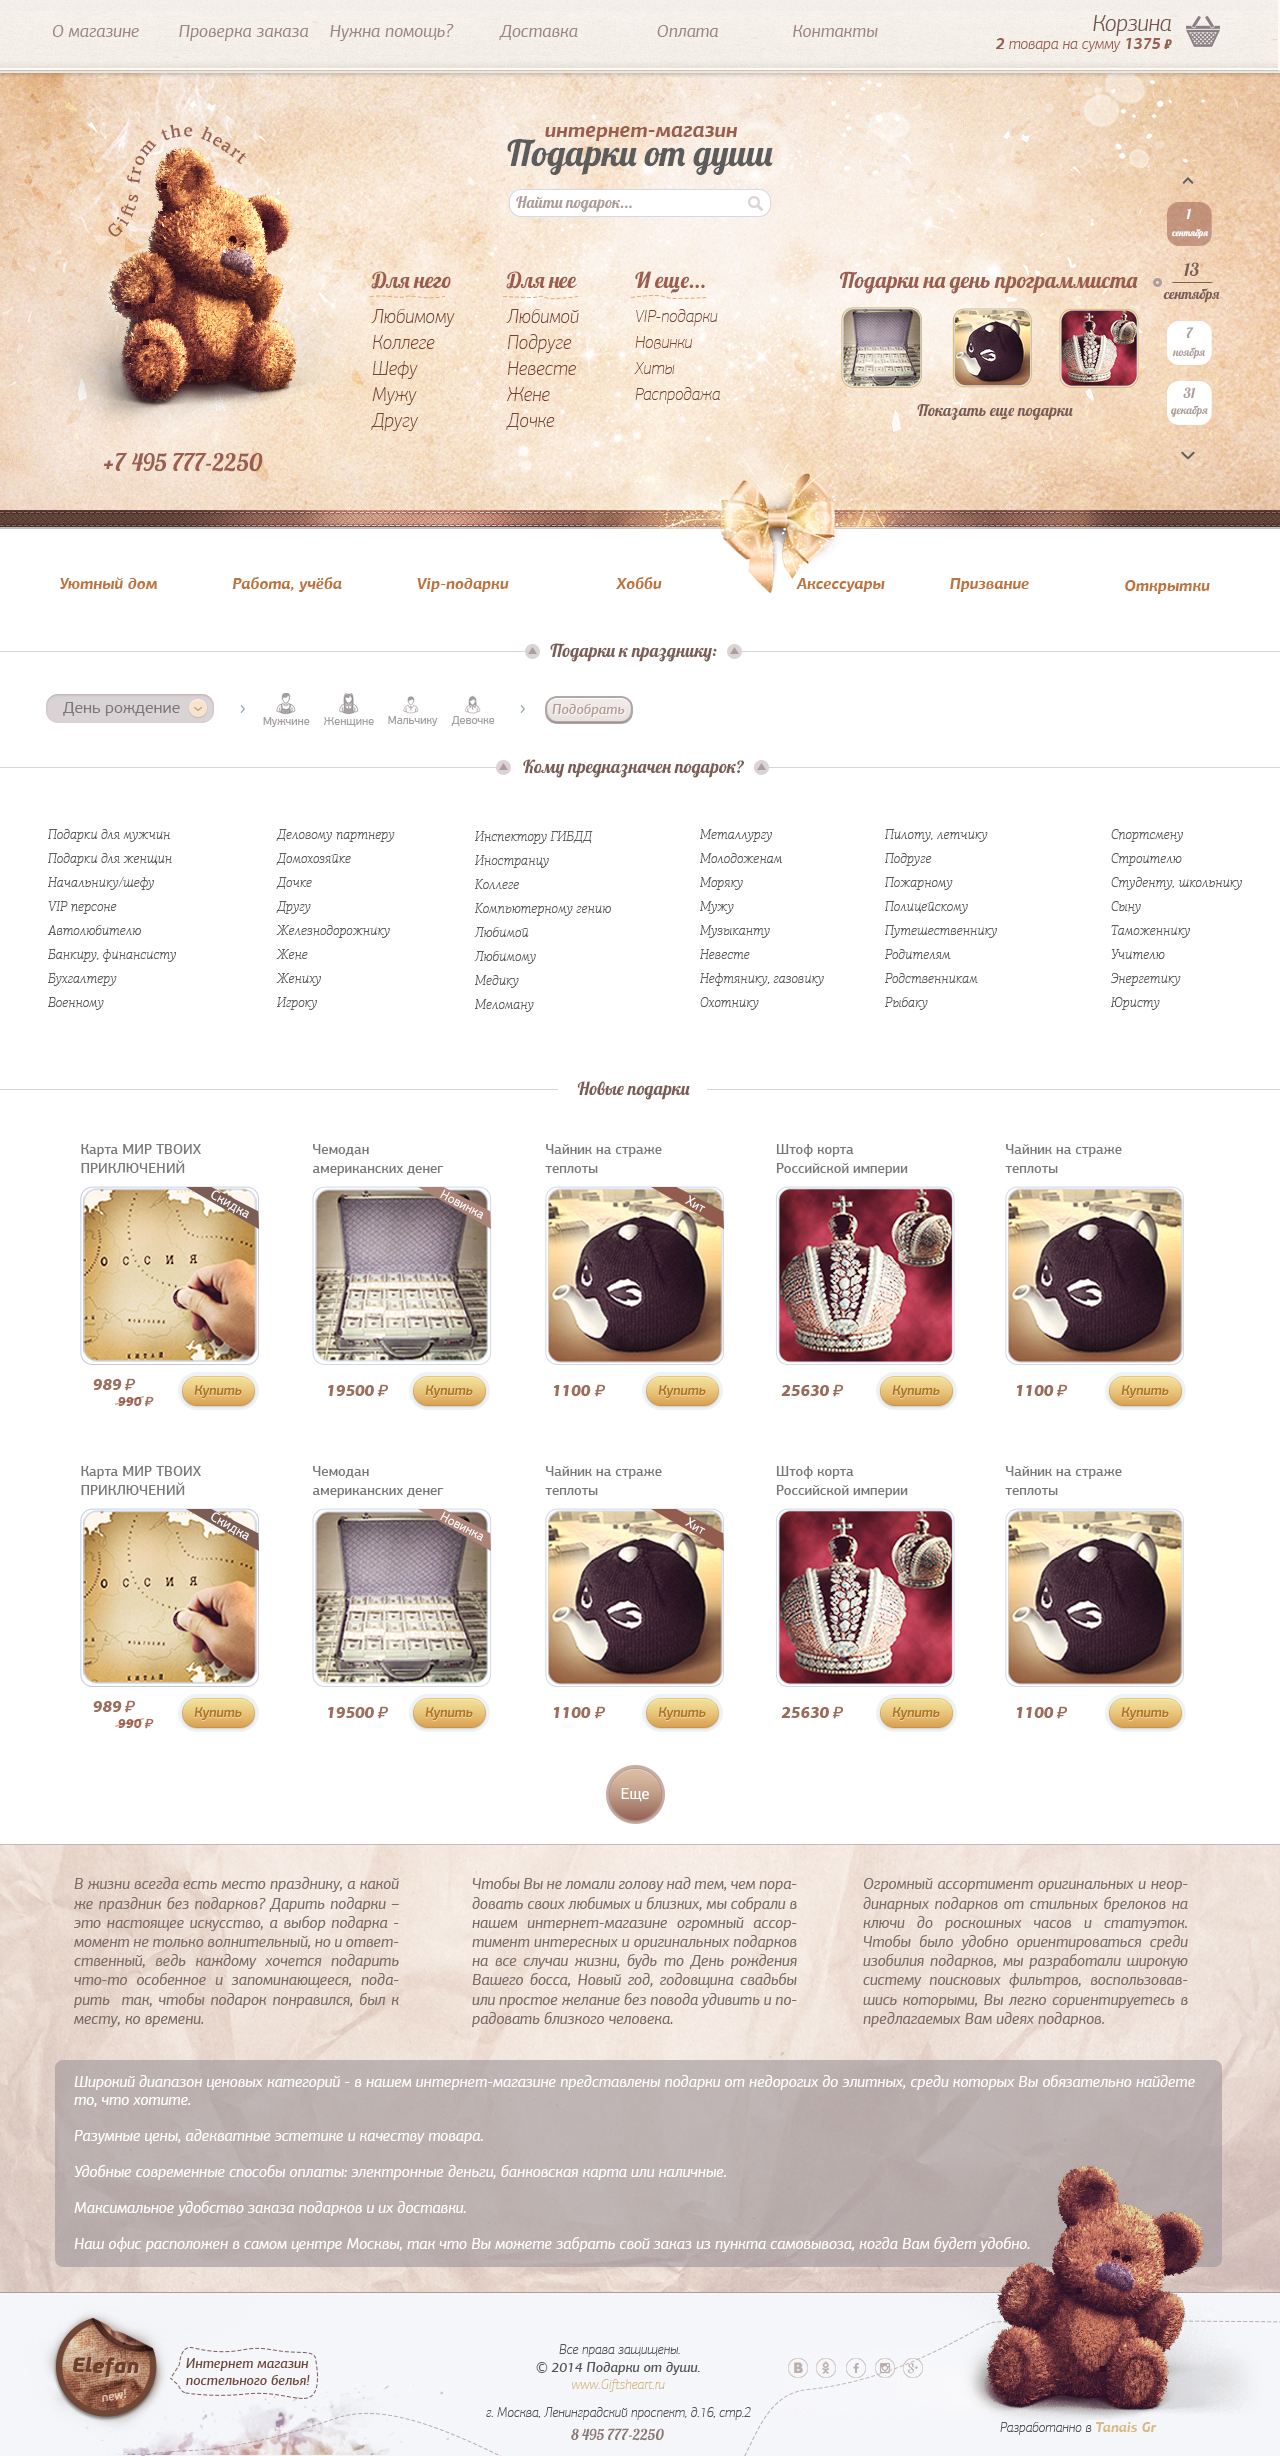 О магазине
Проверка заказа
Нужна помощь?
Доставка
Оплата
Контакты
Корзина
2 товара на сумму 1375 ₽
Gifts from the heart
интернет-магазин
Подарки от души
Найти подарок...
+7 495 777-2250
Для него
Любимому
Коллеге
Шефу
Мужу
Другу
Для нее
Любимой
Подруге
Невесте
Жене
Дочке
И еще...
VIP-подарки
Новинки
Хиты
Распродажа
Подарки на день программиста
Показать еще подарки
1
сентября
13
сентября
7
ноября
31
декабря
Уютный дом
Работа, учёба
Vip-подарки
Хобби
Аксессуары
Призвание
Открытки
Подарки к празднику:
День рождение
Мужчине
Женщине
Мальчику
Девочке
Подобрать
Кому предназначен подарок?
Подарки для мужчин
Подарки для женщин
Начальнику/шефу
VIP персоне
Автолюбителю
Банкиру, финансисту
Бухгалтеру
Военному
Деловому партнеру
Домохозяйке
Дочке
Другу
Железнодорожнику
Жене
Жениху
Игроку
Инспектору ГИБДД
Иностранцу
Коллеге
Компьютерному гению
Любимой
Любимому
Медику
Меломану
Металлургу
Молодоженам
Моряку
Мужу
Музыканту
Невесте
Нефтянику, газовику
Охотнику
Пилоту, летчику
Подруге
Пожарному
Полицейскому
Путешественнику
Родителям
Родственникам
Рыбаку
Спортсмену
Строителю
Студенту, школьнику
Сыну
Таможеннику
Учителю
Энергетику
Юристу
Новые подарки
Карта МИР ТВОИХ
ПРИКЛЮЧЕНИЙ
Скидка
РОССИЯ
КИТАЙ
989 ₽
990 ₽
Купить
Чемодан
американских денег
Новинка
19500 ₽
Купить
Чайник на страже
теплоты
Хит
1100 ₽
Купить
Штоф корта
Российской империи
25630 ₽
Купить
Чайник на страже
теплоты
1100 ₽
Купить
Карта МИР ТВОИХ
ПРИКЛЮЧЕНИЙ
Скидка
РОССИЯ
КИТАЙ
989 ₽
990 ₽
Купить
Чемодан
американских денег
Новинка
19500 ₽
Купить
Чайник на страже
теплоты
Хит
1100 ₽
Купить
Штоф корта
Российской империи
25630 ₽
Купить
Чайник на страже
теплоты
1100 ₽
Купить
Еще
В жизни всегда есть место празднику, а какой
же праздник без подарков? Дарить подарки –
это настоящее искусство, а выбор подарка -
момент не только волнительный, но и ответ-
ственный, ведь каждому хочется подарить
что-то особенное и запоминающееся, пода-
рить так, чтобы подарок понравился, был к
месту, ко времени.
Чтобы Вы не ломали голову над тем, чем пора-
довать своих любимых и близких, мы собрали в
нашем интернет-магазине огромный ассор-
тимент интересных и оригинальных подарков
на все случаи жизни, будь то День рождения
Вашего босса, Новый год, годовщина свадьбы
или простое желание без повода удивить и по-
радовать близкого человека.
Огромный ассортимент оригинальных и неор-
динарных подарков от стильных брелоков на
ключи до роскошных часов и статуэток.
Чтобы было удобно ориентироваться среди
изобилия подарков, мы разработали широкую
систему поисковых фильтров, воспользовав-
шись которыми, Вы легко сориентируетесь в
предлагаемых Вам идеях подарков.
Широкий диапазон ценовых категорий - в нашем интернет-магазине представлены подарки от недорогих до элитных, среди которых Вы обязательно найдете
то, что хотите.
Разумные цены, адекватные эстетике и качеству товара.
Удобные современные способы оплаты: электронные деньги, банковская карта или наличные.
Максимальное удобство заказа подарков и их доставки.
Наш офис расположен в самом центре Москвы, так что Вы можете забрать свой заказ из пункта самовывоза, когда Вам будет удобно.
Elefan
new!
Интернет магазин
постельного белья!
Все права защищены.
© 2014 Подарки от души.
www.Giftsheart.ru
г. Москва, Ленинградский проспект, д.16, стр.2
8 495 777-2250
Разработанно в Tanais Gr